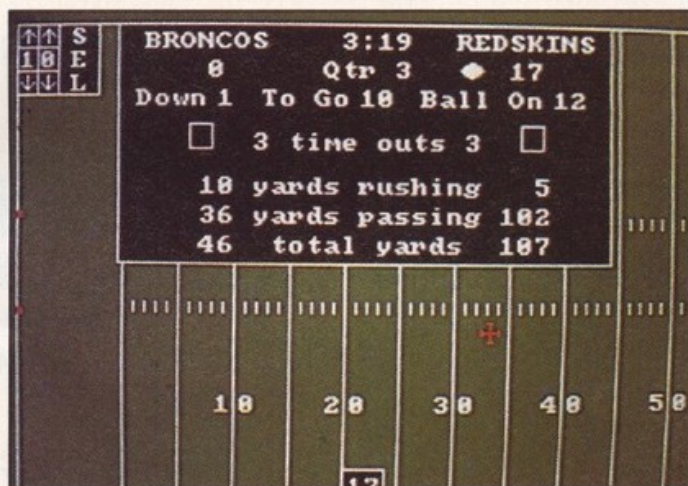 ↑↑ S
10 E
↓↓ L
BRONCOS 3:19 REDSKINS
0 Qtr 3 17
Down 1 To Go 10 Ball On 12
3 time outs 3
10 yards rushing 5
36 yards passing 102
46 total yards 107
10 20 30 40 50